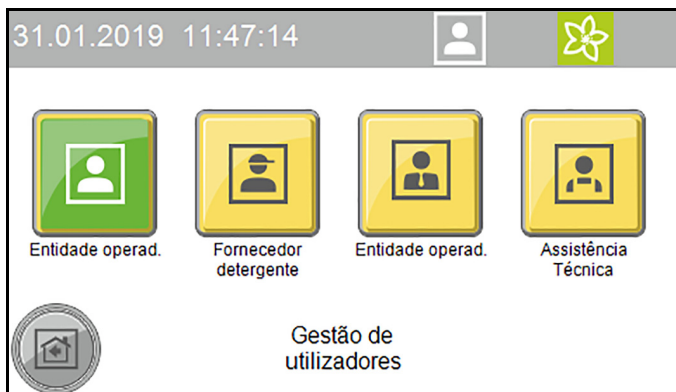 31.01.2019 11:47:14
Entidade operad.
Fornecedor
detergente
Entidade operad.
Assistência
Técnica
Gestão de
utilizadores